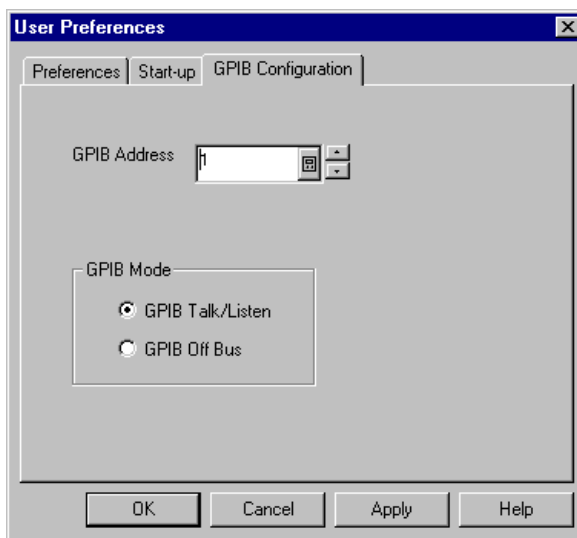 User Preferences
Preferences Start-up GPIB Configuration
GPIB Address 1
GPIB Mode
GPIB Talk/Listen
GPIB Off Bus
OK Cancel Apply Help